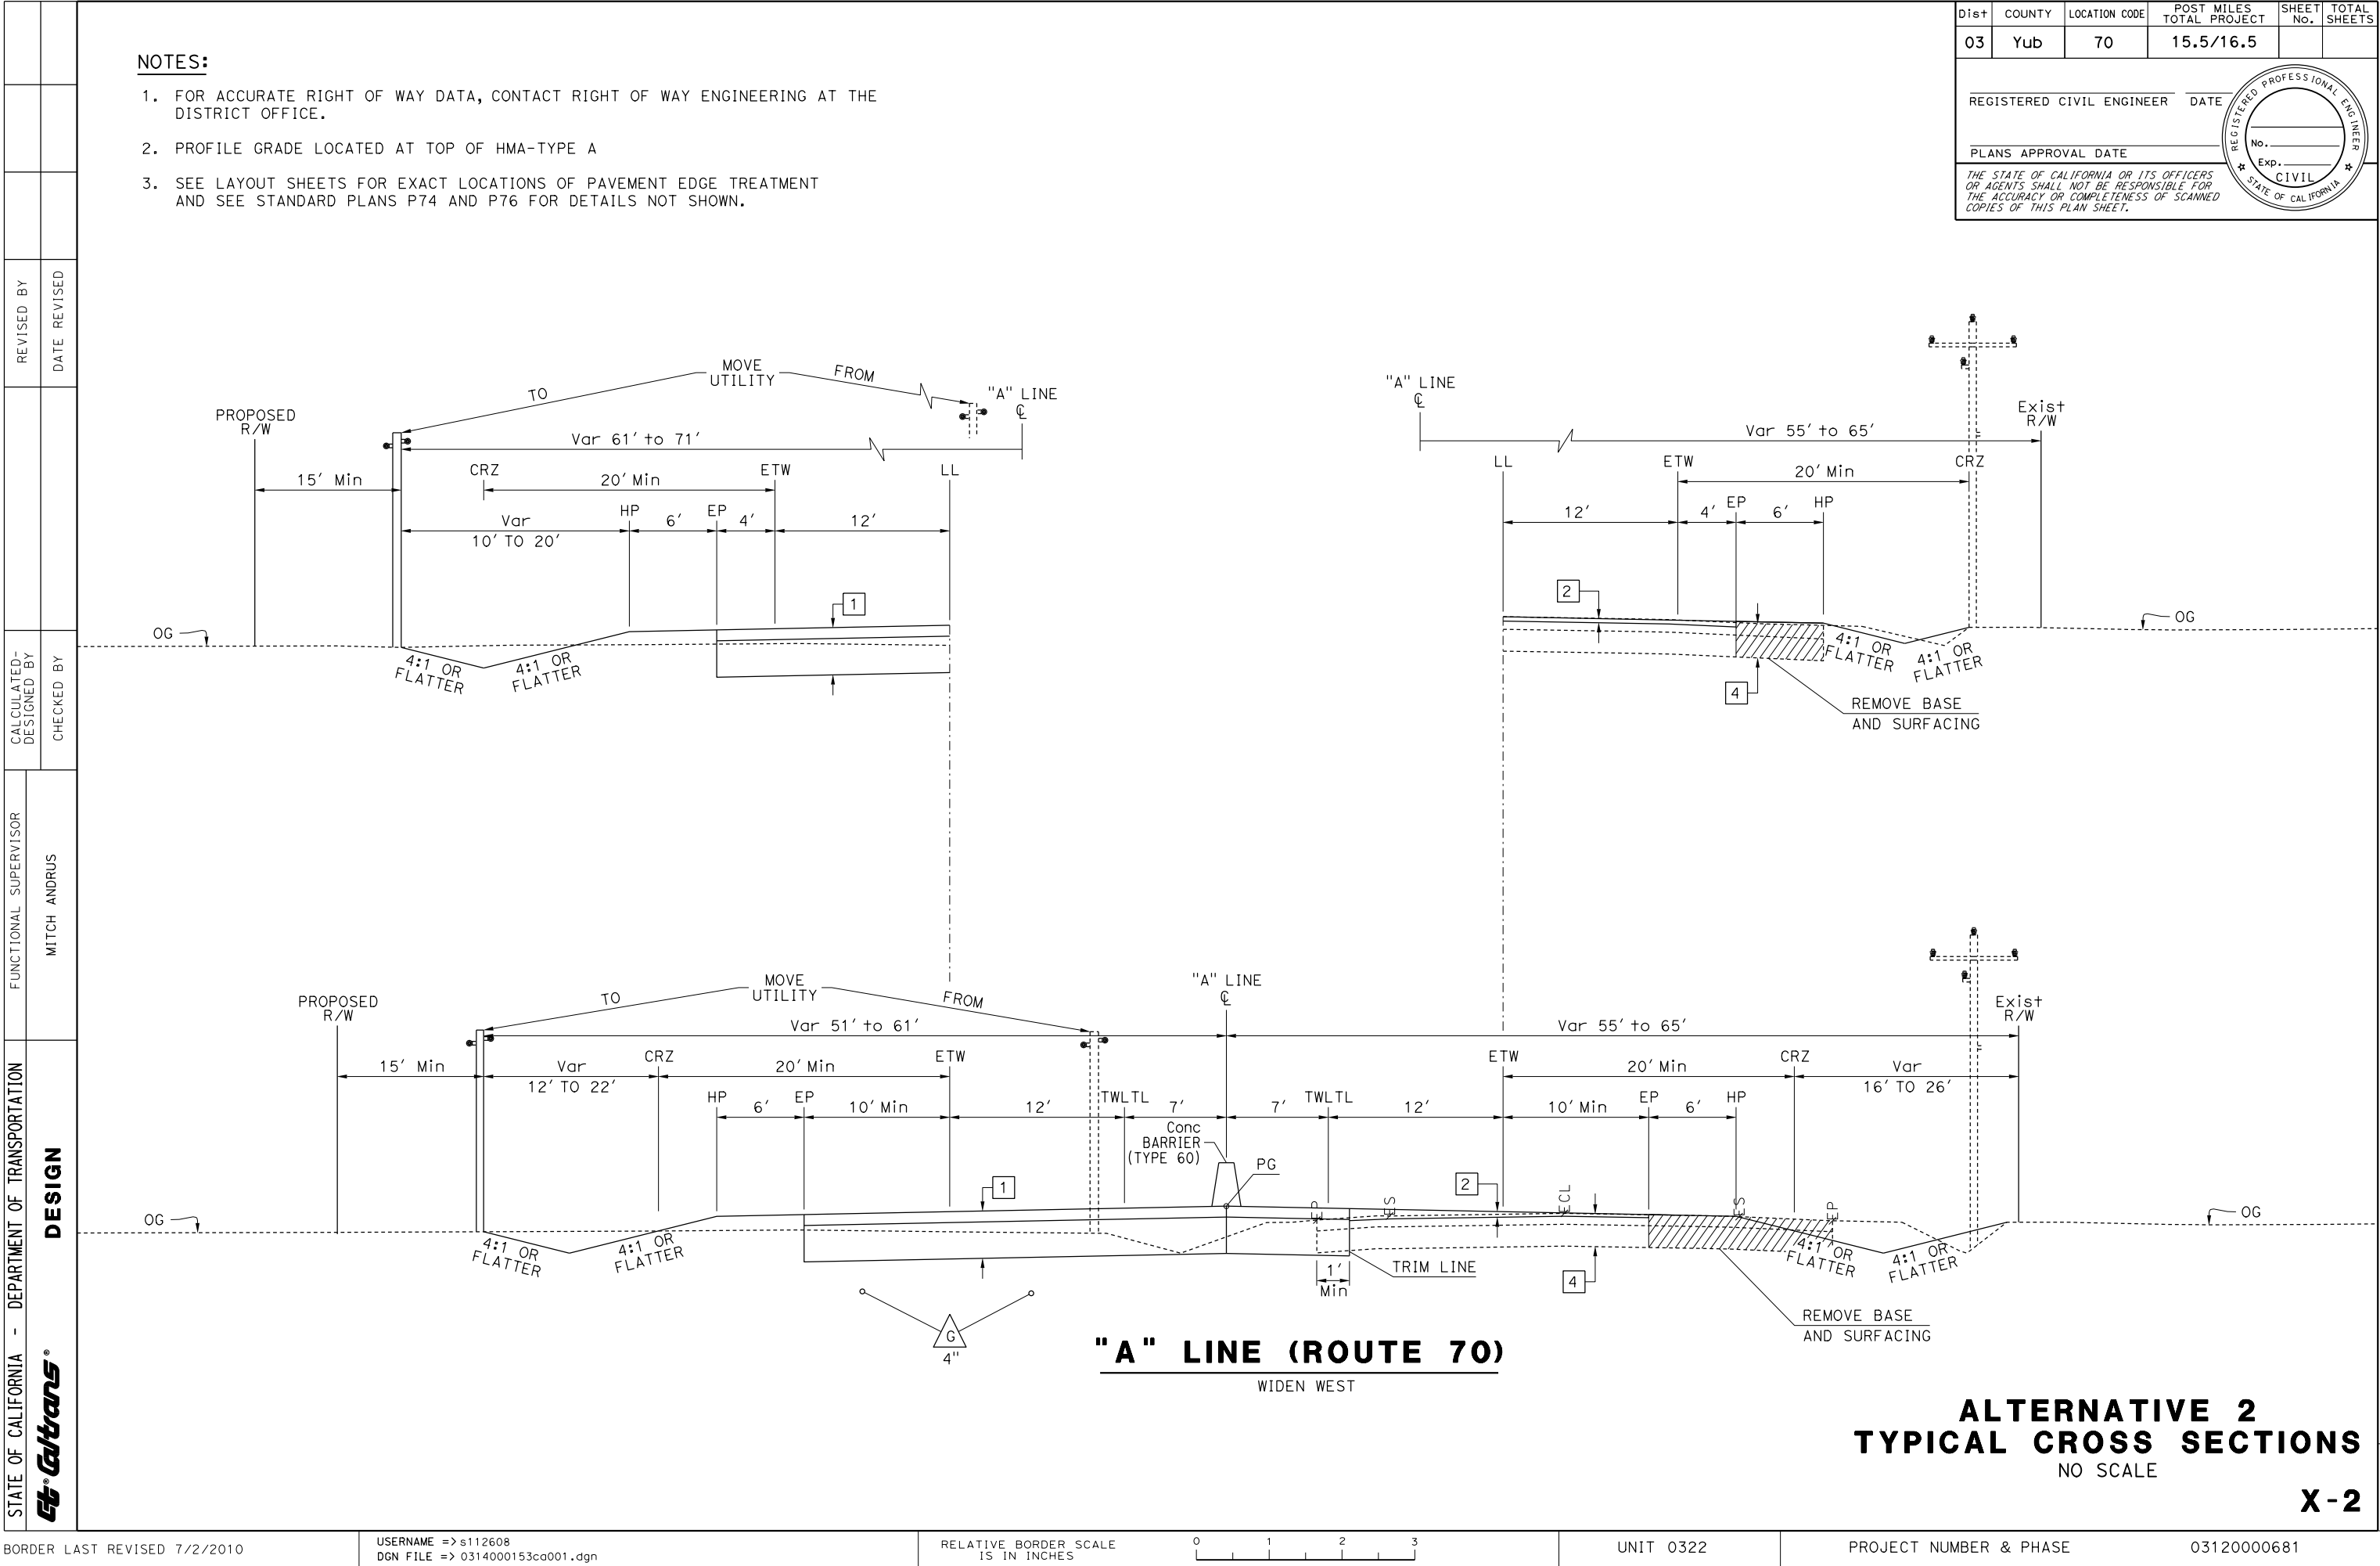 Dist COUNTY LOCATION CODE POST MILES TOTAL PROJECT SHEET No. TOTAL SHEETS
03 Yub 70 15.5/16.5
REGISTERED CIVIL ENGINEER DATE
PLANS APPROVAL DATE
THE STATE OF CALIFORNIA OR ITS OFFICERS
OR AGENTS SHALL NOT BE RESPONSIBLE FOR
THE ACCURACY OR COMPLETENESS OF SCANNED
COPIES OF THIS PLAN SHEET.
REGISTERED PROFESSIONAL ENGINEER
No.
Exp.
CIVIL
STATE OF CALIFORNIA
NOTES:
1. FOR ACCURATE RIGHT OF WAY DATA, CONTACT RIGHT OF WAY ENGINEERING AT THE
DISTRICT OFFICE.
2. PROFILE GRADE LOCATED AT TOP OF HMA-TYPE A
3. SEE LAYOUT SHEETS FOR EXACT LOCATIONS OF PAVEMENT EDGE TREATMENT
AND SEE STANDARD PLANS P74 AND P76 FOR DETAILS NOT SHOWN.
REVISED BY
DATE REVISED
CALCULATED-
DESIGNED BY
CHECKED BY
FUNCTIONAL SUPERVISOR
MITCH ANDRUS
STATE OF CALIFORNIA - DEPARTMENT OF TRANSPORTATION
DESIGN
Ct® Caltrans®
MOVE
UTILITY
TO
FROM
"A" LINE
℄
PROPOSED
R/W
Var 61' to 71'
CRZ
ETW
LL
15' Min
20' Min
HP
EP
Var
10' TO 20'
6'
4'
12'
1
OG
4:1 OR
FLATTER
4:1 OR
FLATTER
"A" LINE
℄
Exist
R/W
Var 55' to 65'
LL
ETW
CRZ
20' Min
EP
HP
12'
4'
6'
2
OG
4:1 OR
FLATTER
4:1 OR
FLATTER
4
REMOVE BASE
AND SURFACING
MOVE
UTILITY
TO
FROM
"A" LINE
℄
PROPOSED
R/W
Exist
R/W
Var 51' to 61'
Var 55' to 65'
CRZ
ETW
ETW
CRZ
15' Min
Var
12' TO 22'
20' Min
20' Min
Var
16' TO 26'
HP
EP
TWLTL
TWLTL
EP
HP
6'
10' Min
12'
7'
7'
12'
10' Min
6'
Conc
BARRIER
(TYPE 60)
PG
1
2
EP
ES
ECL
ES
EP
OG
OG
4:1 OR
FLATTER
4:1 OR
FLATTER
4:1 OR
FLATTER
4:1 OR
FLATTER
TRIM LINE
1'
Min
4
REMOVE BASE
AND SURFACING
G
4"
"A" LINE (ROUTE 70)
WIDEN WEST
ALTERNATIVE 2
TYPICAL CROSS SECTIONS
NO SCALE
X-2
BORDER LAST REVISED 7/2/2010
USERNAME => s112608
DGN FILE => 0314000153ca001.dgn
RELATIVE BORDER SCALE
IS IN INCHES
0 1 2 3
UNIT 0322
PROJECT NUMBER & PHASE
03120000681